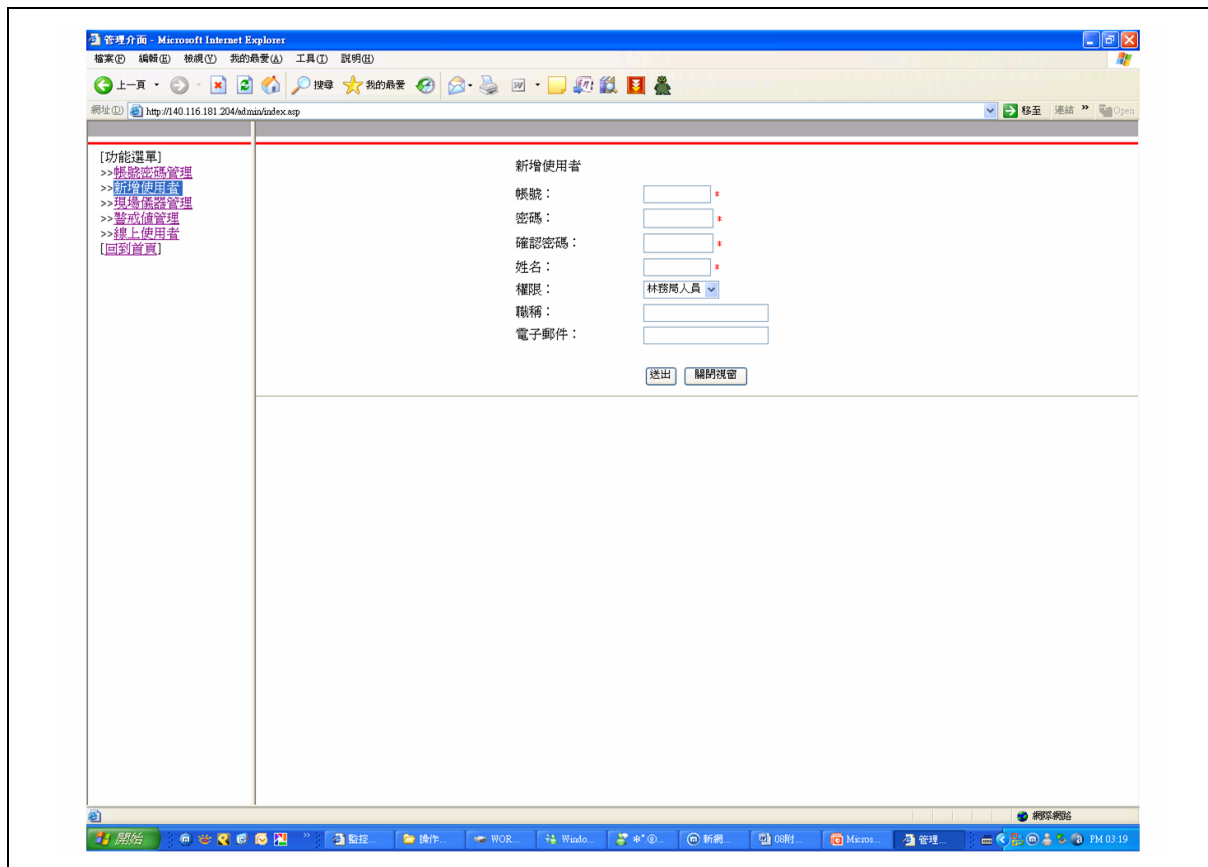 管理介面 - Microsoft Internet Explorer
檔案(F) 編輯(E) 檢視(V) 我的最愛(A) 工具(T) 說明(H)
上一頁 搜尋 我的最愛
網址(D) http://140.116.181.204/admin/index.asp 移至 連結 » Open
[功能選單]
>>帳號密碼管理
>>新增使用者
>>現場儀器管理
>>警戒值管理
>>線上使用者
[回到首頁]
新增使用者
帳號： *
密碼： *
確認密碼： *
姓名： *
權限： 林務局人員
職稱：
電子郵件：
送出 關閉視窗
網際網路
開始 » 監控... 操作... WOR... Windo... 新網... 08附... Micros... 管理... PM 03:19